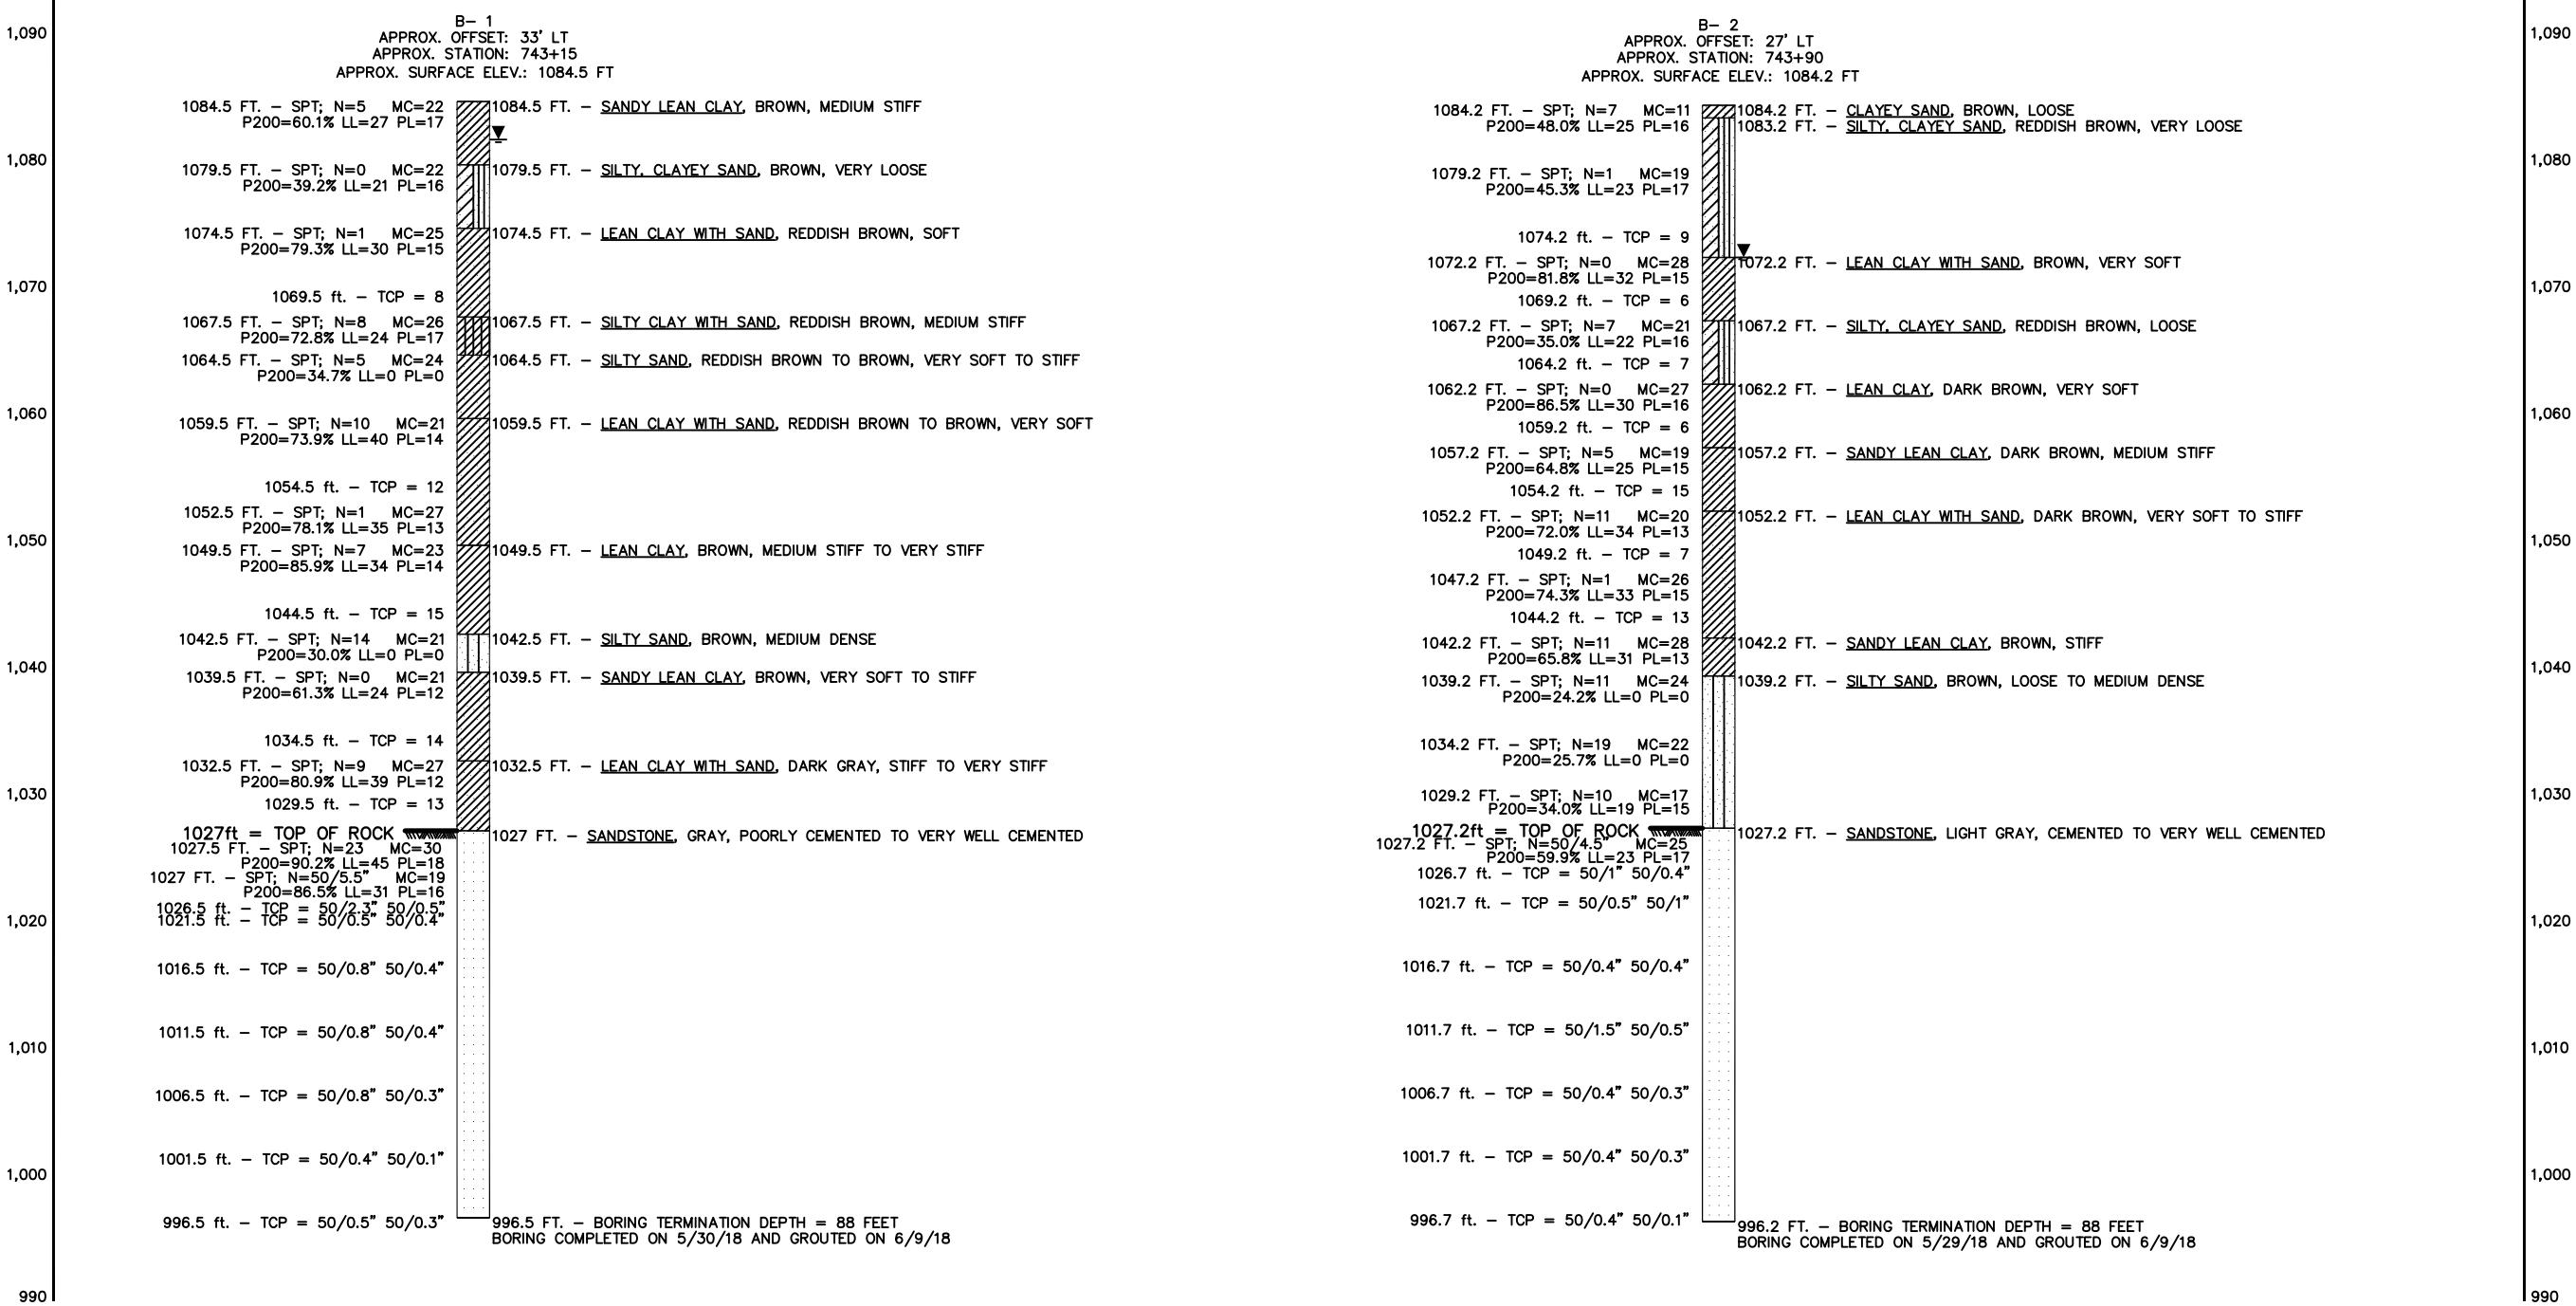 B- 1
APPROX. OFFSET: 33' LT
APPROX. STATION: 743+15
APPROX. SURFACE ELEV.: 1084.5 FT
1084.5 FT. - SPT; N=5 MC=22
P200=60.1% LL=27 PL=17
1079.5 FT. - SPT; N=0 MC=22
P200=39.2% LL=21 PL=16
1074.5 FT. - SPT; N=1 MC=25
P200=79.3% LL=30 PL=15
1069.5 ft. - TCP = 8
1067.5 FT. - SPT; N=8 MC=26
P200=72.8% LL=24 PL=17
1064.5 FT. - SPT; N=5 MC=24
P200=34.7% LL=0 PL=0
1059.5 FT. - SPT; N=10 MC=21
P200=73.9% LL=40 PL=14
1054.5 ft. - TCP = 12
1052.5 FT. - SPT; N=1 MC=27
P200=78.1% LL=35 PL=13
1049.5 FT. - SPT; N=7 MC=23
P200=85.9% LL=34 PL=14
1044.5 ft. - TCP = 15
1042.5 FT. - SPT; N=14 MC=21
P200=30.0% LL=0 PL=0
1039.5 FT. - SPT; N=0 MC=21
P200=61.3% LL=24 PL=12
1034.5 ft. - TCP = 14
1032.5 FT. - SPT; N=9 MC=27
P200=80.9% LL=39 PL=12
1029.5 ft. - TCP = 13
1027ft = TOP OF ROCK
1027.5 FT. - SPT; N=23 MC=30
P200=90.2% LL=45 PL=18
1027 FT. - SPT; N=50/5.5" MC=19
P200=86.5% LL=31 PL=16
1026.5 ft. - TCP = 50/2.3" 50/0.5"
1021.5 ft. - TCP = 50/0.5" 50/0.4"
1016.5 ft. - TCP = 50/0.8" 50/0.4"
1011.5 ft. - TCP = 50/0.8" 50/0.4"
1006.5 ft. - TCP = 50/0.8" 50/0.3"
1001.5 ft. - TCP = 50/0.4" 50/0.1"
996.5 ft. - TCP = 50/0.5" 50/0.3"
1084.5 FT. - SANDY LEAN CLAY, BROWN, MEDIUM STIFF
1079.5 FT. - SILTY, CLAYEY SAND, BROWN, VERY LOOSE
1074.5 FT. - LEAN CLAY WITH SAND, REDDISH BROWN, SOFT
1067.5 FT. - SILTY CLAY WITH SAND, REDDISH BROWN, MEDIUM STIFF
1064.5 FT. - SILTY SAND, REDDISH BROWN TO BROWN, VERY SOFT TO STIFF
1059.5 FT. - LEAN CLAY WITH SAND, REDDISH BROWN TO BROWN, VERY SOFT
1049.5 FT. - LEAN CLAY, BROWN, MEDIUM STIFF TO VERY STIFF
1042.5 FT. - SILTY SAND, BROWN, MEDIUM DENSE
1039.5 FT. - SANDY LEAN CLAY, BROWN, VERY SOFT TO STIFF
1032.5 FT. - LEAN CLAY WITH SAND, DARK GRAY, STIFF TO VERY STIFF
1027 FT. - SANDSTONE, GRAY, POORLY CEMENTED TO VERY WELL CEMENTED
996.5 FT. - BORING TERMINATION DEPTH = 88 FEET
BORING COMPLETED ON 5/30/18 AND GROUTED ON 6/9/18
B- 2
APPROX. OFFSET: 27' LT
APPROX. STATION: 743+90
APPROX. SURFACE ELEV.: 1084.2 FT
1084.2 FT. - SPT; N=7 MC=11
P200=48.0% LL=25 PL=16
1079.2 FT. - SPT; N=1 MC=19
P200=45.3% LL=23 PL=17
1074.2 ft. - TCP = 9
1072.2 FT. - SPT; N=0 MC=28
P200=81.8% LL=32 PL=15
1069.2 ft. - TCP = 6
1067.2 FT. - SPT; N=7 MC=21
P200=35.0% LL=22 PL=16
1064.2 ft. - TCP = 7
1062.2 FT. - SPT; N=0 MC=27
P200=86.5% LL=30 PL=16
1059.2 ft. - TCP = 6
1057.2 FT. - SPT; N=5 MC=19
P200=64.8% LL=25 PL=15
1054.2 ft. - TCP = 15
1052.2 FT. - SPT; N=11 MC=20
P200=72.0% LL=34 PL=13
1049.2 ft. - TCP = 7
1047.2 FT. - SPT; N=1 MC=26
P200=74.3% LL=33 PL=15
1044.2 ft. - TCP = 13
1042.2 FT. - SPT; N=11 MC=28
P200=65.8% LL=31 PL=13
1039.2 FT. - SPT; N=11 MC=24
P200=24.2% LL=0 PL=0
1034.2 FT. - SPT; N=19 MC=22
P200=25.7% LL=0 PL=0
1029.2 FT. - SPT; N=10 MC=17
P200=34.0% LL=19 PL=15
1027.2ft = TOP OF ROCK
1027.2 FT. - SPT; N=50/4.5" MC=25
P200=59.9% LL=23 PL=17
1026.7 ft. - TCP = 50/1" 50/0.4"
1021.7 ft. - TCP = 50/0.5" 50/1"
1016.7 ft. - TCP = 50/0.4" 50/0.4"
1011.7 ft. - TCP = 50/1.5" 50/0.5"
1006.7 ft. - TCP = 50/0.4" 50/0.3"
1001.7 ft. - TCP = 50/0.4" 50/0.3"
996.7 ft. - TCP = 50/0.4" 50/0.1"
1084.2 FT. - CLAYEY SAND, BROWN, LOOSE
1083.2 FT. - SILTY, CLAYEY SAND, REDDISH BROWN, VERY LOOSE
1072.2 FT. - LEAN CLAY WITH SAND, BROWN, VERY SOFT
1067.2 FT. - SILTY, CLAYEY SAND, REDDISH BROWN, LOOSE
1062.2 FT. - LEAN CLAY, DARK BROWN, VERY SOFT
1057.2 FT. - SANDY LEAN CLAY, DARK BROWN, MEDIUM STIFF
1052.2 FT. - LEAN CLAY WITH SAND, DARK BROWN, VERY SOFT TO STIFF
1042.2 FT. - SANDY LEAN CLAY, BROWN, STIFF
1039.2 FT. - SILTY SAND, BROWN, LOOSE TO MEDIUM DENSE
1027.2 FT. - SANDSTONE, LIGHT GRAY, CEMENTED TO VERY WELL CEMENTED
996.2 FT. - BORING TERMINATION DEPTH = 88 FEET
BORING COMPLETED ON 5/29/18 AND GROUTED ON 6/9/18
1,090
1,080
1,070
1,060
1,050
1,040
1,030
1,020
1,010
1,000
990
1,090
1,080
1,070
1,060
1,050
1,040
1,030
1,020
1,010
1,000
990